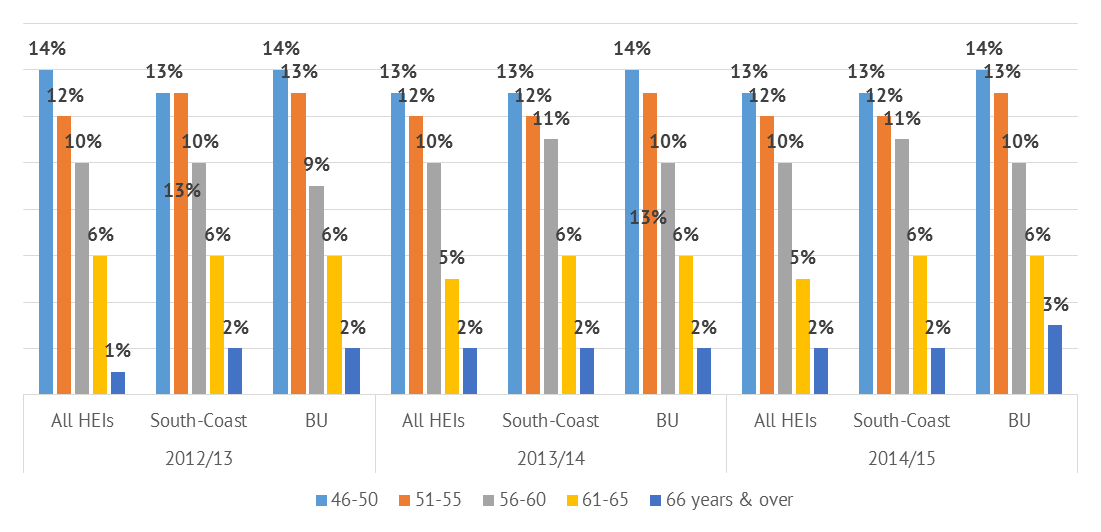 14% 12% 10% 6% 1% 13% 13% 10% 6% 2% 14% 13% 9% 6% 2%
13% 12% 10% 5% 2% 13% 12% 11% 6% 2% 14% 13% 10% 6% 2%
13% 12% 10% 5% 2% 13% 12% 11% 6% 2% 14% 13% 10% 6% 3%
All HEIs South-Coast BU All HEIs South-Coast BU All HEIs South-Coast BU
2012/13 2013/14 2014/15
46-50 51-55 56-60 61-65 66 years & over